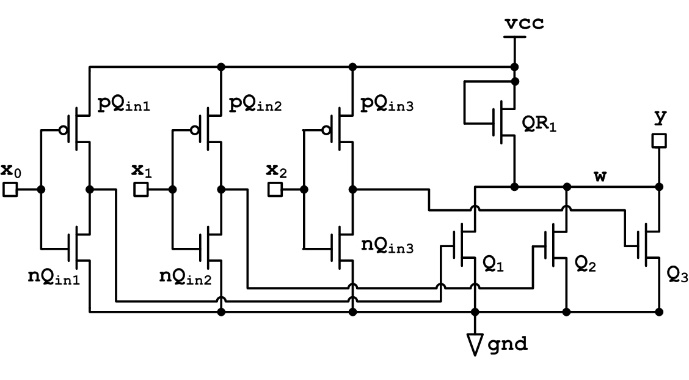 vcc
pQin1
pQin2
pQin3
QR1
y
x0
x1
x2
w
nQin1
nQin2
nQin3
Q1
Q2
Q3
gnd